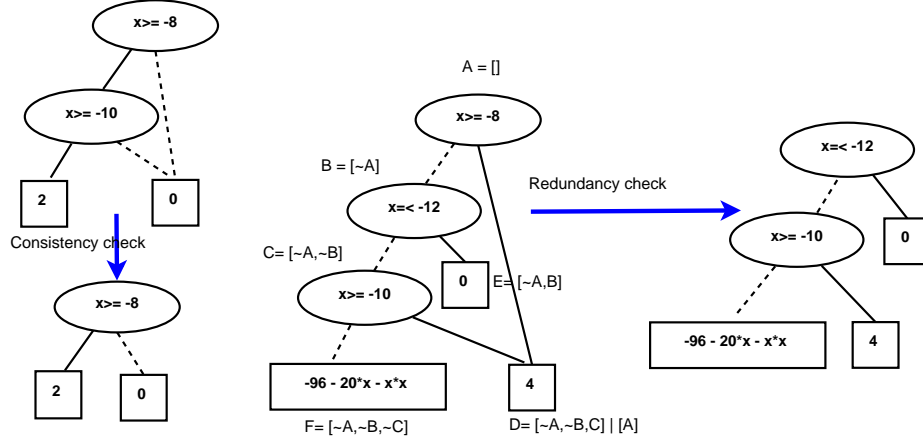 x>= -8
x>= -10
2
0
Consistency check
x>= -8
2
0
A = []
x>= -8
B = [~A]
x=< -12
C= [~A,~B]
x>= -10
0
E= [~A,B]
-96 - 20*x - x*x
4
F= [~A,~B,~C]
D= [~A,~B,C] | [A]
Redundancy check
x=< -12
x>= -10
0
-96 - 20*x - x*x
4